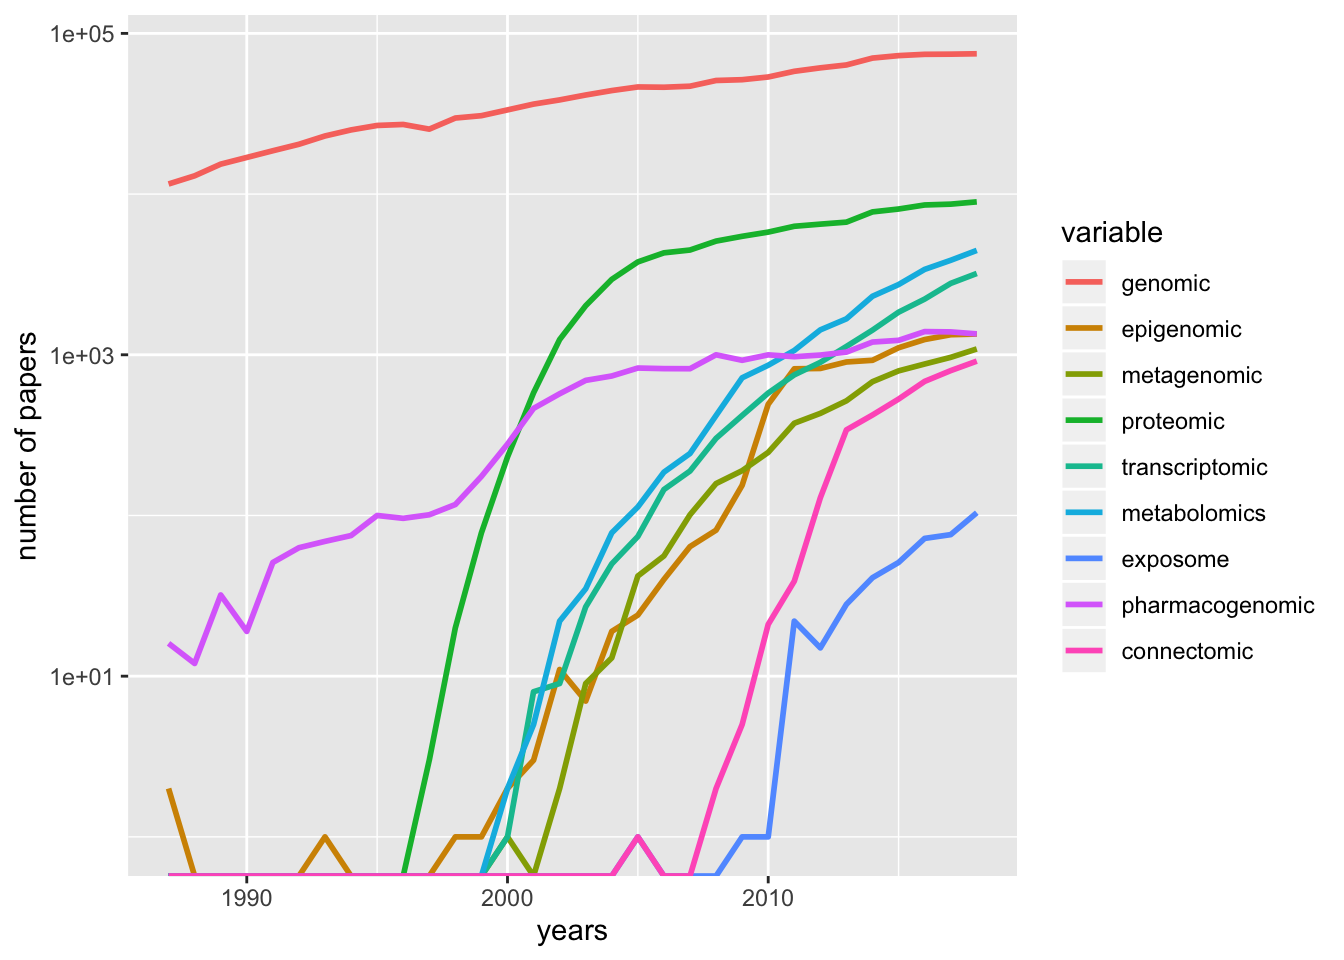 1e+05
1e+03
1e+01
number of papers
1990
2000
2010
years
variable
genomic
epigenomic
metagenomic
proteomic
transcriptomic
metabolomics
exposome
pharmacogenomic
connectomic